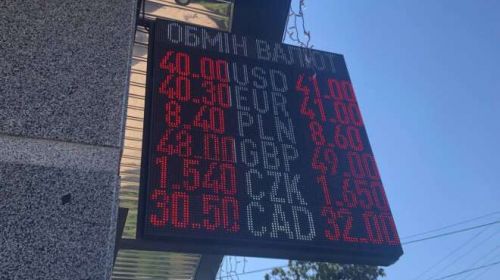 ОБМІН ВАЛЮТ
40.00 USD 41.00
40.30 EUR 41.00
8.40 PLN 8.60
48.00 GBP 49.00
1.540 CZK 1.650
30.50 CAD 32.00